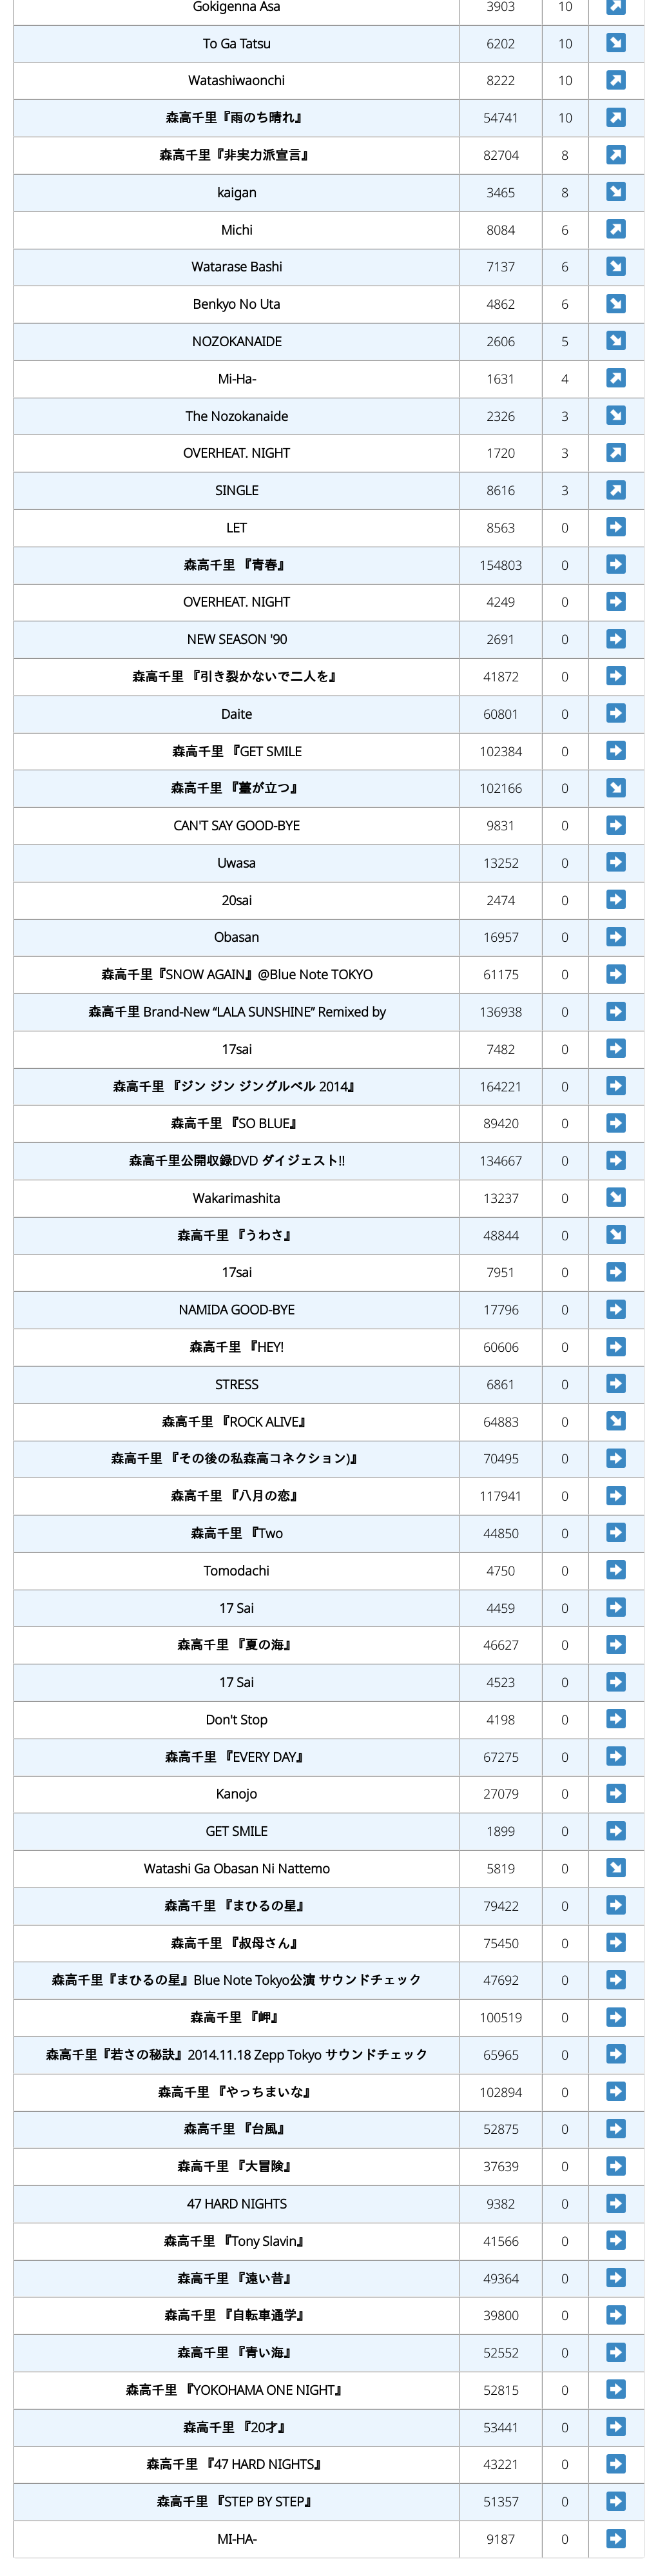 Gokigenna Asa 3903 10
To Ga Tatsu 6202 10
Watashiwaonchi 8222 10
森高千里『雨のち晴れ』 54741 10
森高千里『非実力派宣言』 82704 8
kaigan 3465 8
Michi 8084 6
Watarase Bashi 7137 6
Benkyo No Uta 4862 6
NOZOKANAIDE 2606 5
Mi-Ha- 1631 4
The Nozokanaide 2326 3
OVERHEAT. NIGHT 1720 3
SINGLE 8616 3
LET 8563 0
森高千里 『青春』 154803 0
OVERHEAT. NIGHT 4249 0
NEW SEASON '90 2691 0
森高千里 『引き裂かないで二人を』 41872 0
Daite 60801 0
森高千里 『GET SMILE 102384 0
森高千里 『薹が立つ』 102166 0
CAN'T SAY GOOD-BYE 9831 0
Uwasa 13252 0
20sai 2474 0
Obasan 16957 0
森高千里『SNOW AGAIN』@Blue Note TOKYO 61175 0
森高千里 Brand-New “LALA SUNSHINE” Remixed by 136938 0
17sai 7482 0
森高千里 『ジン ジン ジングルベル 2014』 164221 0
森高千里 『SO BLUE』 89420 0
森高千里公開収録DVD ダイジェスト!! 134667 0
Wakarimashita 13237 0
森高千里 『うわさ』 48844 0
17sai 7951 0
NAMIDA GOOD-BYE 17796 0
森高千里 『HEY! 60606 0
STRESS 6861 0
森高千里 『ROCK ALIVE』 64883 0
森高千里 『その後の私森高コネクション)』 70495 0
森高千里 『八月の恋』 117941 0
森高千里 『Two 44850 0
Tomodachi 4750 0
17 Sai 4459 0
森高千里 『夏の海』 46627 0
17 Sai 4523 0
Don't Stop 4198 0
森高千里 『EVERY DAY』 67275 0
Kanojo 27079 0
GET SMILE 1899 0
Watashi Ga Obasan Ni Nattemo 5819 0
森高千里 『まひるの星』 79422 0
森高千里 『叔母さん』 75450 0
森高千里『まひるの星』Blue Note Tokyo公演 サウンドチェック 47692 0
森高千里 『岬』 100519 0
森高千里『若さの秘訣』2014.11.18 Zepp Tokyo サウンドチェック 65965 0
森高千里 『やっちまいな』 102894 0
森高千里 『台風』 52875 0
森高千里 『大冒険』 37639 0
47 HARD NIGHTS 9382 0
森高千里 『Tony Slavin』 41566 0
森高千里 『遠い昔』 49364 0
森高千里 『自転車通学』 39800 0
森高千里 『青い海』 52552 0
森高千里 『YOKOHAMA ONE NIGHT』 52815 0
森高千里 『20才』 53441 0
森高千里 『47 HARD NIGHTS』 43221 0
森高千里 『STEP BY STEP』 51357 0
MI-HA- 9187 0